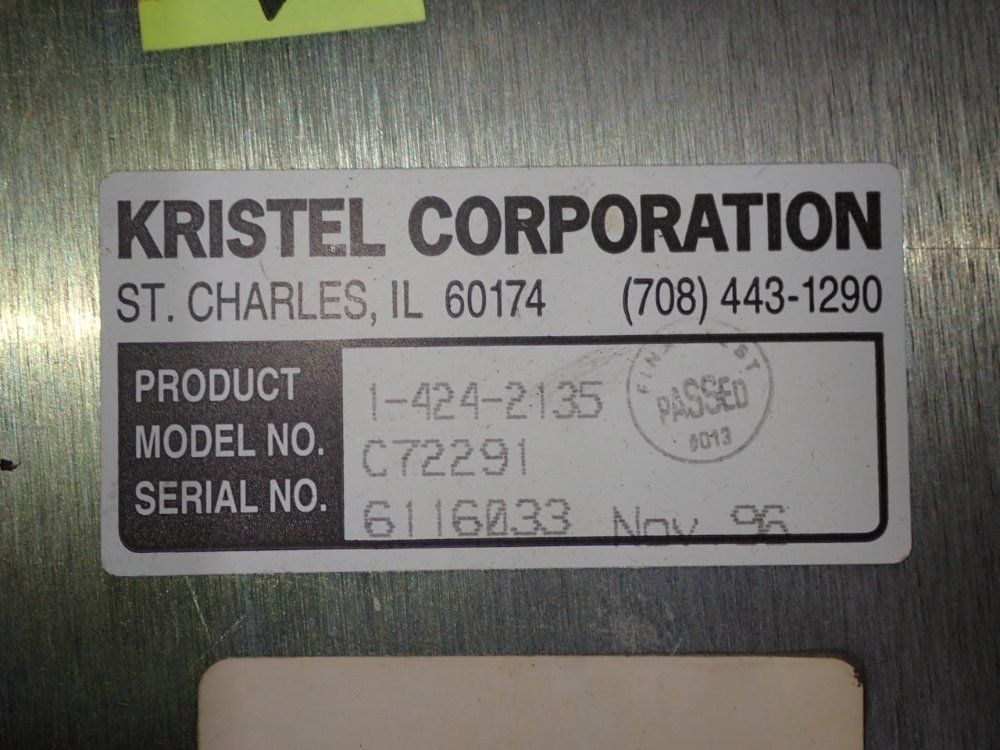 KRISTEL CORPORATION
ST. CHARLES, IL 60174 (708) 443-1290
PRODUCT 1-424-2135
MODEL NO. C72291
SERIAL NO. 6116033 Nov 96
PASSED
0013